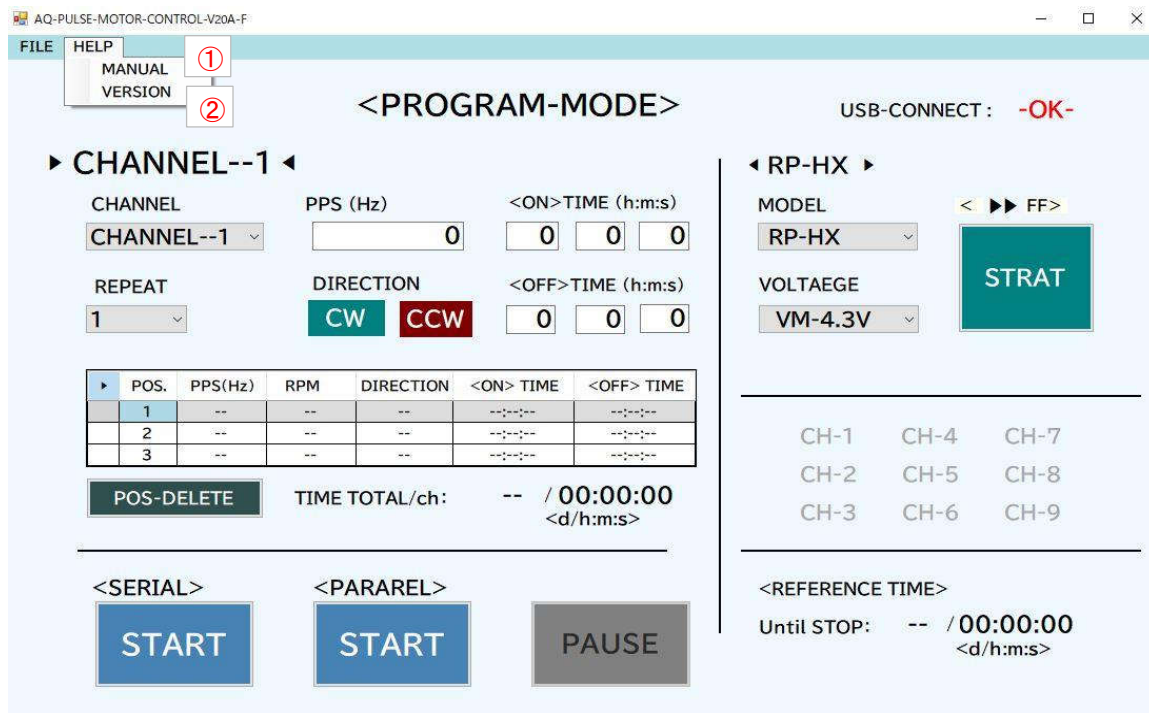 AQ-PULSE-MOTOR-CONTROL-V20A-F
FILE HELP
MANUAL ①
VERSION ②
<PROGRAM-MODE>
USB-CONNECT : -OK-
▶ CHANNEL--1 ◀
CHANNEL PPS (Hz) <ON>TIME (h:m:s)
CHANNEL--1 0 0 0 0
REPEAT DIRECTION <OFF>TIME (h:m:s)
1 CW CCW 0 0 0
▶ POS. PPS(Hz) RPM DIRECTION <ON> TIME <OFF> TIME
1 -- -- -- --:--:-- --:--:--
2 -- -- -- --:--:-- --:--:--
3 -- -- -- --:--:-- --:--:--
POS-DELETE TIME TOTAL/ch: -- / 00:00:00
<d/h:m:s>
<SERIAL> <PARAREL>
START START PAUSE
◀ RP-HX ▶
MODEL < ▶▶ FF>
RP-HX
STRAT
VOLTAEGE
VM-4.3V
CH-1 CH-4 CH-7
CH-2 CH-5 CH-8
CH-3 CH-6 CH-9
<REFERENCE TIME>
Until STOP: -- / 00:00:00
<d/h:m:s>